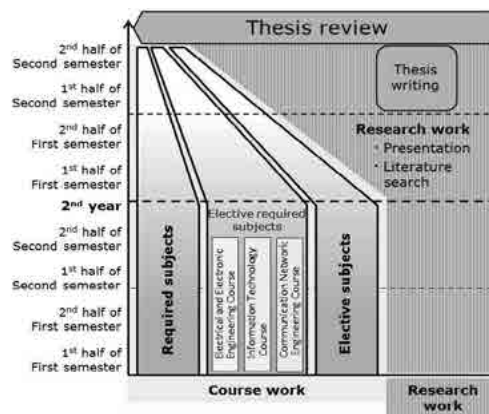 Thesis review
2nd half of
Second semester
1st half of
Second semester
2nd half of
First semester
1st half of
First semester
2nd year
2nd half of
Second semester
1st half of
Second semester
2nd half of
First semester
1st half of
First semester
Thesis
writing
Research work
• Presentation
• Literature
search
Required subjects
Elective required
subjects
Electrical and Electronic
Engineering Course
Information Technology
Course
Communication Network
Engineering Course
Elective subjects
Course work
Research
work